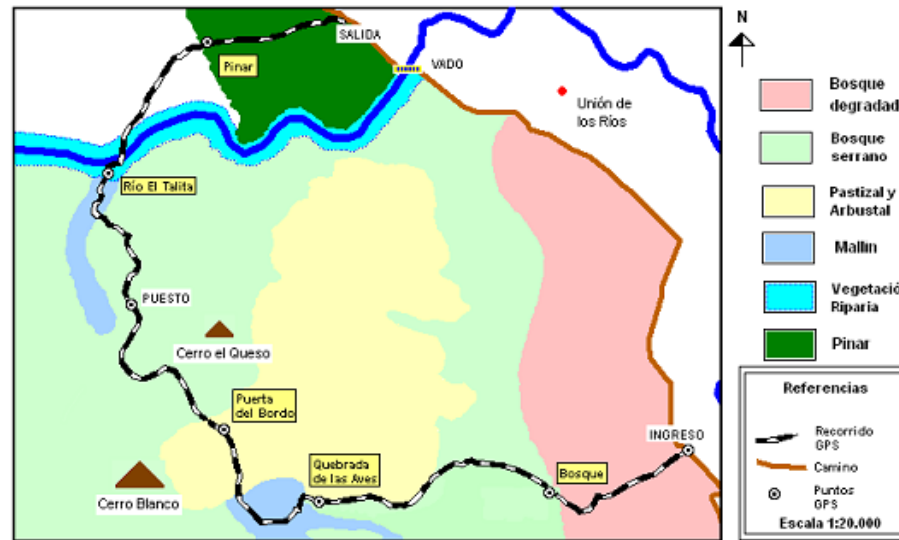 SALIDA
Pinar
VADO
Unión de
los Ríos
Río El Talita
PUESTO
Cerro el Queso
Puerta
del Bordo
INGRESO
Quebrada
de las Aves
Bosque
Cerro Blanco
N
Bosque
degradad
Bosque
serrano
Pastizal y
Arbustal
Mallin
Vegetació
Riparia
Pinar
Referencias
Recorrido
GPS
Camino
Puntos
GPS
Escala 1:20.000